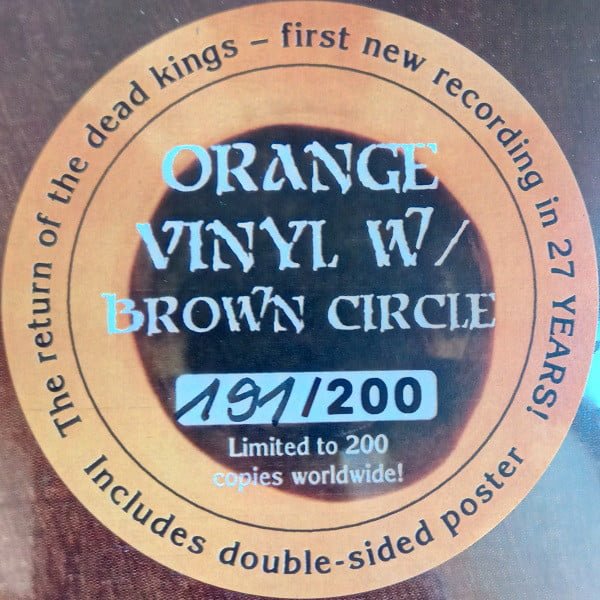 The return of the dead kings – first new recording in 27 YEARS!
ORANGE
VINYL W/
BROWN CIRCLE
191/200
Limited to 200
copies worldwide!
Includes double-sided poster